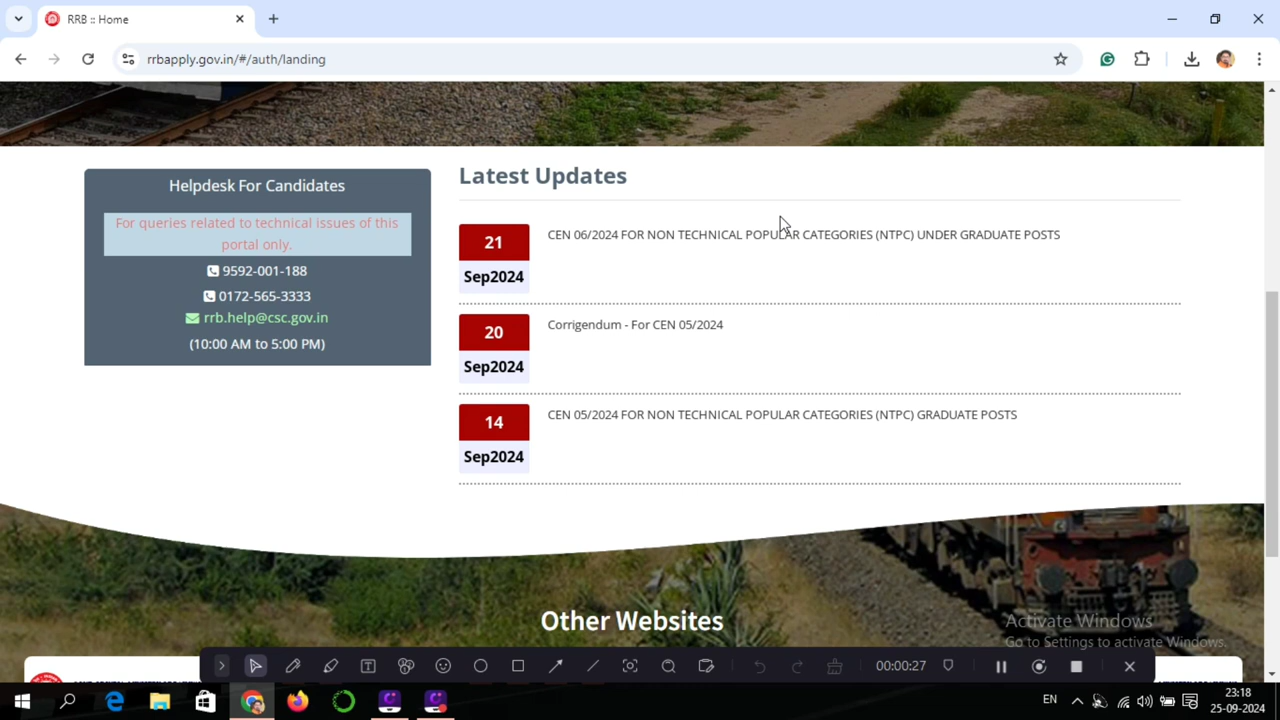 RRB :: Home
rrbapply.gov.in/#/auth/landing
Helpdesk For Candidates
For queries related to technical issues of this
portal only.
9592-001-188
0172-565-3333
rrb.help@csc.gov.in
(10:00 AM to 5:00 PM)
Latest Updates
21
Sep2024
CEN 06/2024 FOR NON TECHNICAL POPULAR CATEGORIES (NTPC) UNDER GRADUATE POSTS
20
Sep2024
Corrigendum - For CEN 05/2024
14
Sep2024
CEN 05/2024 FOR NON TECHNICAL POPULAR CATEGORIES (NTPC) GRADUATE POSTS
Other Websites
Activate Windows
Go to Settings to activate Windows.
00:00:27
EN
23:18
25-09-2024